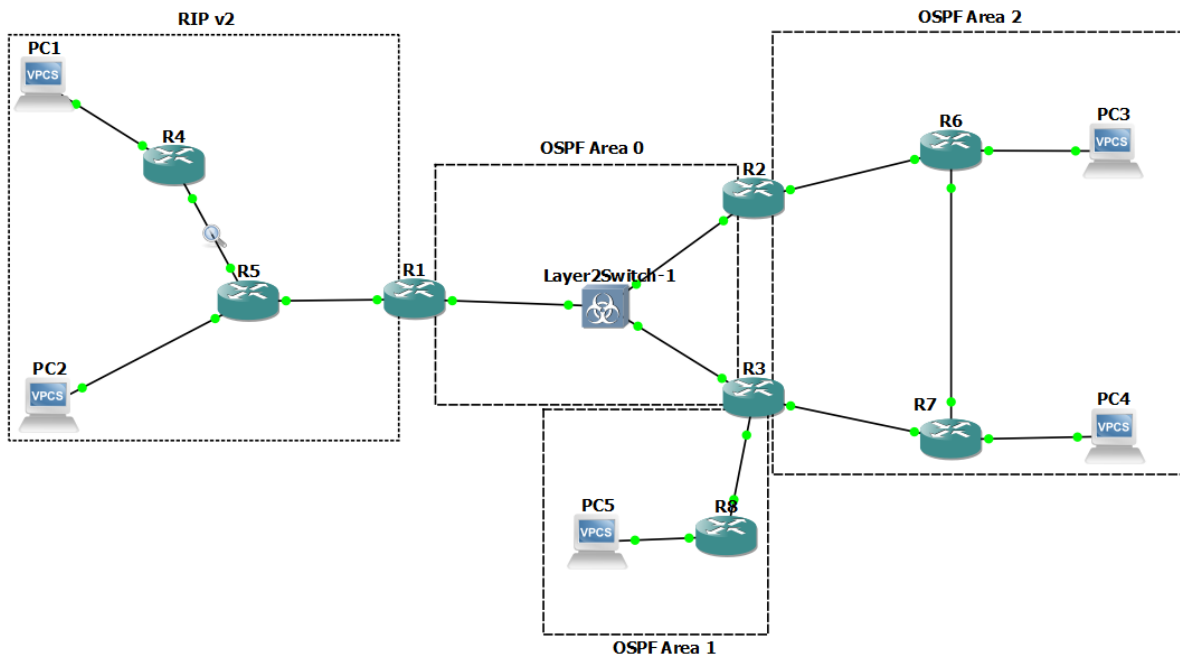 RIP v2
OSPF Area 2
PC1
VPCS
R4
R6
PC3
VPCS
OSPF Area 0
R2
R5
R1
Layer2Switch-1
PC2
VPCS
R3
R7
PC4
VPCS
PC5
VPCS
R8
OSPF Area 1